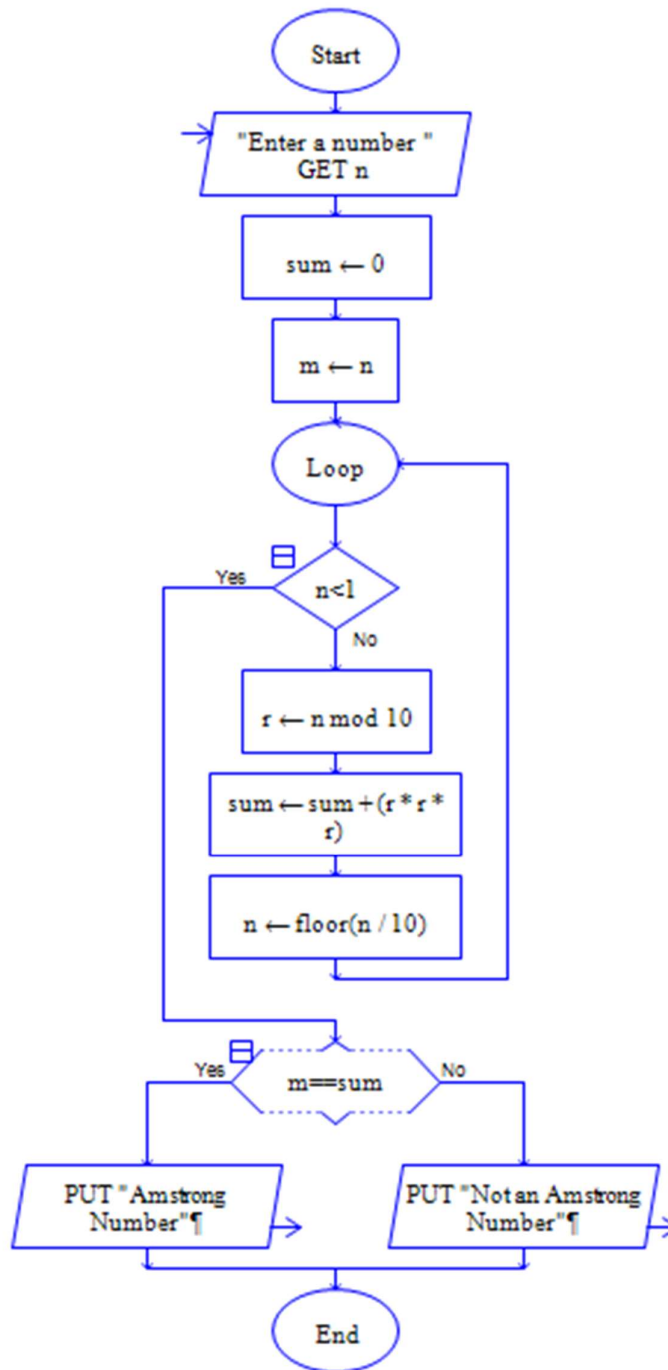 Start
"Enter a number "
GET n
sum ← 0
m ← n
Loop
Yes
n<1
No
r ← n mod 10
sum ← sum + (r * r *
r)
n ← floor(n / 10)
Yes
m==sum
No
PUT "Amstrong
Number"¶
PUT "Not an Amstrong
Number"¶
End